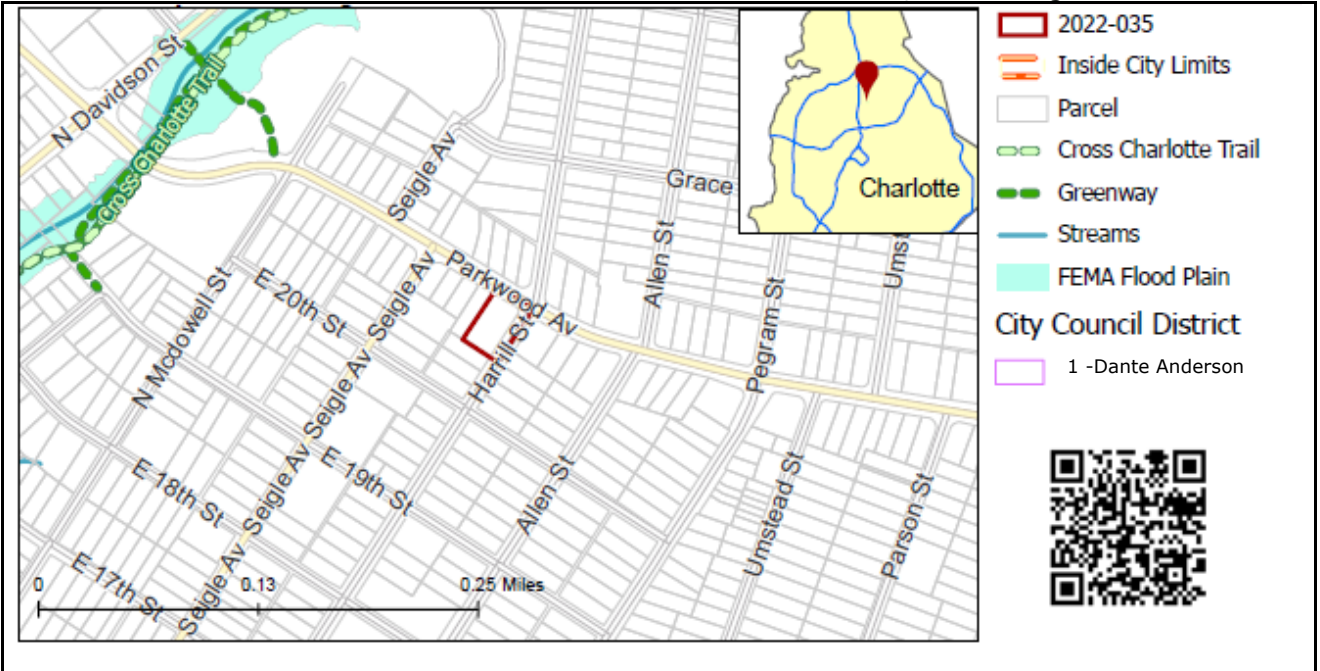 N Davidson St
Cross Charlotte Trail
Seigle Av
Grace
Allen St
Pegram St
Umst
Parkwood Av
Harrill St
E 20th St
Seigle Av
Seigle Av
N Mcdowell St
Seigle Av
Seigle Av
E 19th St
E 18th St
E 17th St
Seigle Av
Allen St
Umstead St
Parson St
0
0.13
0.25 Miles
Charlotte
2022-035
Inside City Limits
Parcel
Cross Charlotte Trail
Greenway
Streams
FEMA Flood Plain
City Council District
1 -Dante Anderson